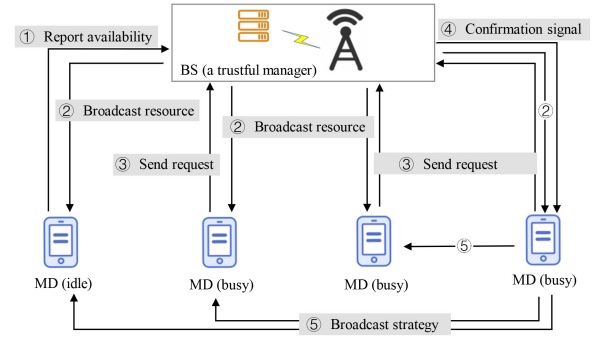 ① Report availability
④ Confirmation signal
BS (a trustful manager)
② Broadcast resource
② Broadcast resource
②
③ Send request
③ Send request
⑤
MD (idle)
MD (busy)
MD (busy)
MD (busy)
⑤ Broadcast strategy